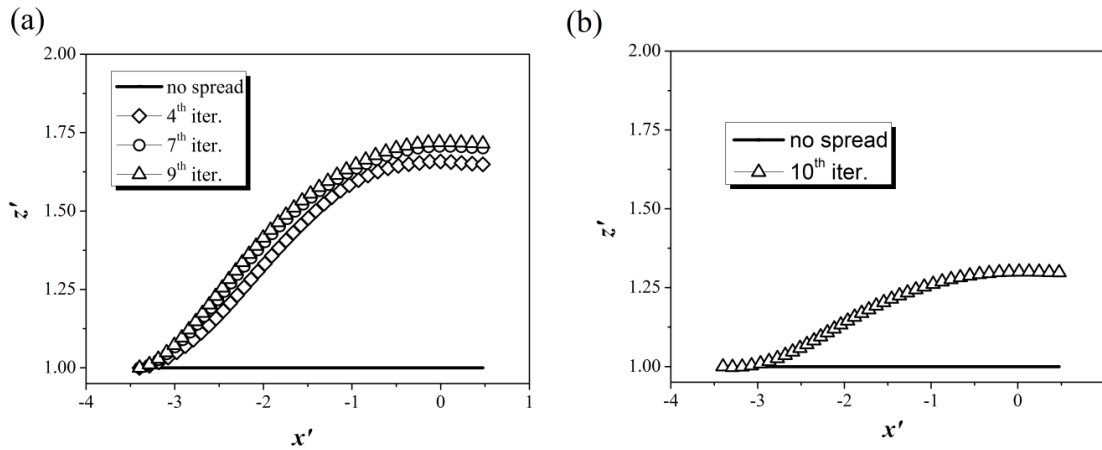 (a)
2.00
1.75
1.50
1.25
1.00
z'
no spread
4th iter.
7th iter.
9th iter.
-4 -3 -2 -1 0 1
x'
(b)
2.00
1.75
1.50
1.25
1.00
z'
no spread
10th iter.
-4 -3 -2 -1 0
x'